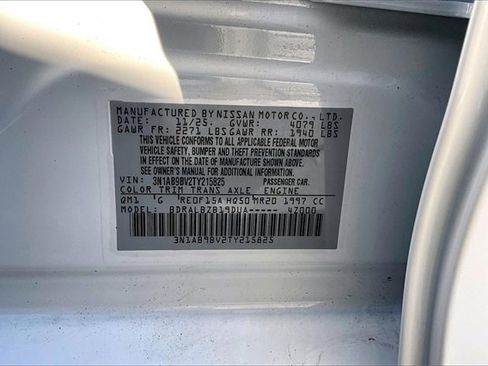 MANUFACTURED BY NISSAN MOTOR CO., LTD.
DATE: 11/25. GVWR: 4079 LBS
GAWR FR: 2271 LBS GAWR RR: 1940 LBS
THIS VEHICLE CONFORMS TO ALL APPLICABLE FEDERAL MOTOR
VEHICLE SAFETY, BUMPER AND THEFT PREVENTION
STANDARDS IN EFFECT ON THE DATE OF MANUFACTURE SHOWN ABOVE.
SEE OWNER'S MANUAL FOR ADDITIONAL INFORMATION.
VIN: 3N1AB9BV2TY215825 PASSENGER CAR.
COLOR TRIM TRANS AXLE ENGINE
QM1 G RE0F15A HQ50 MR20 1997 CC
MODEL: BDRALBZB19DUA----- 47000
3N1AB9BV2TY215825